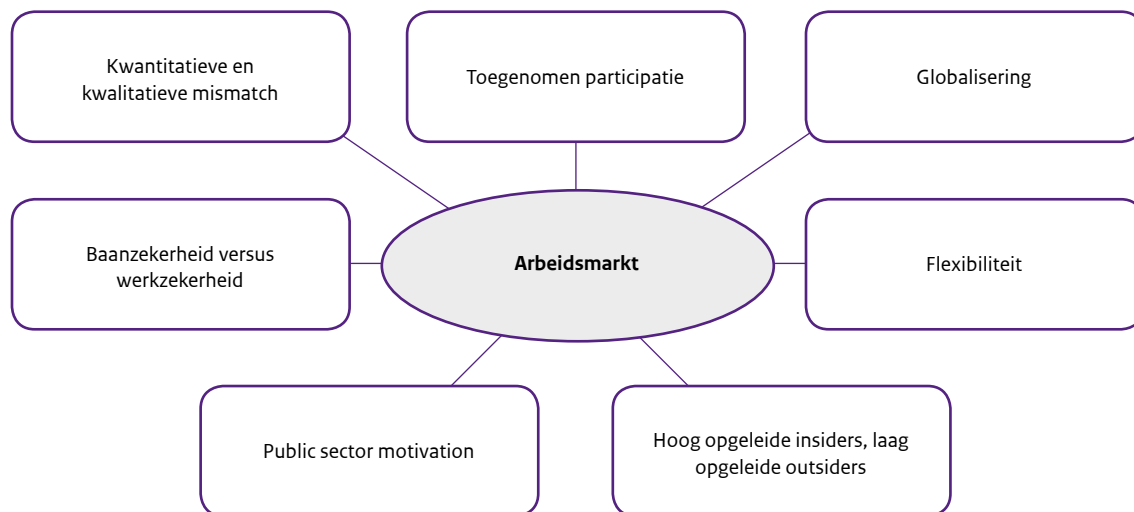 Kwantitatieve en
kwalitatieve mismatch
Toegenomen participatie
Globalisering
Baanzekerheid versus
werkzekerheid
Arbeidsmarkt
Flexibiliteit
Public sector motivation
Hoog opgeleide insiders, laag
opgeleide outsiders